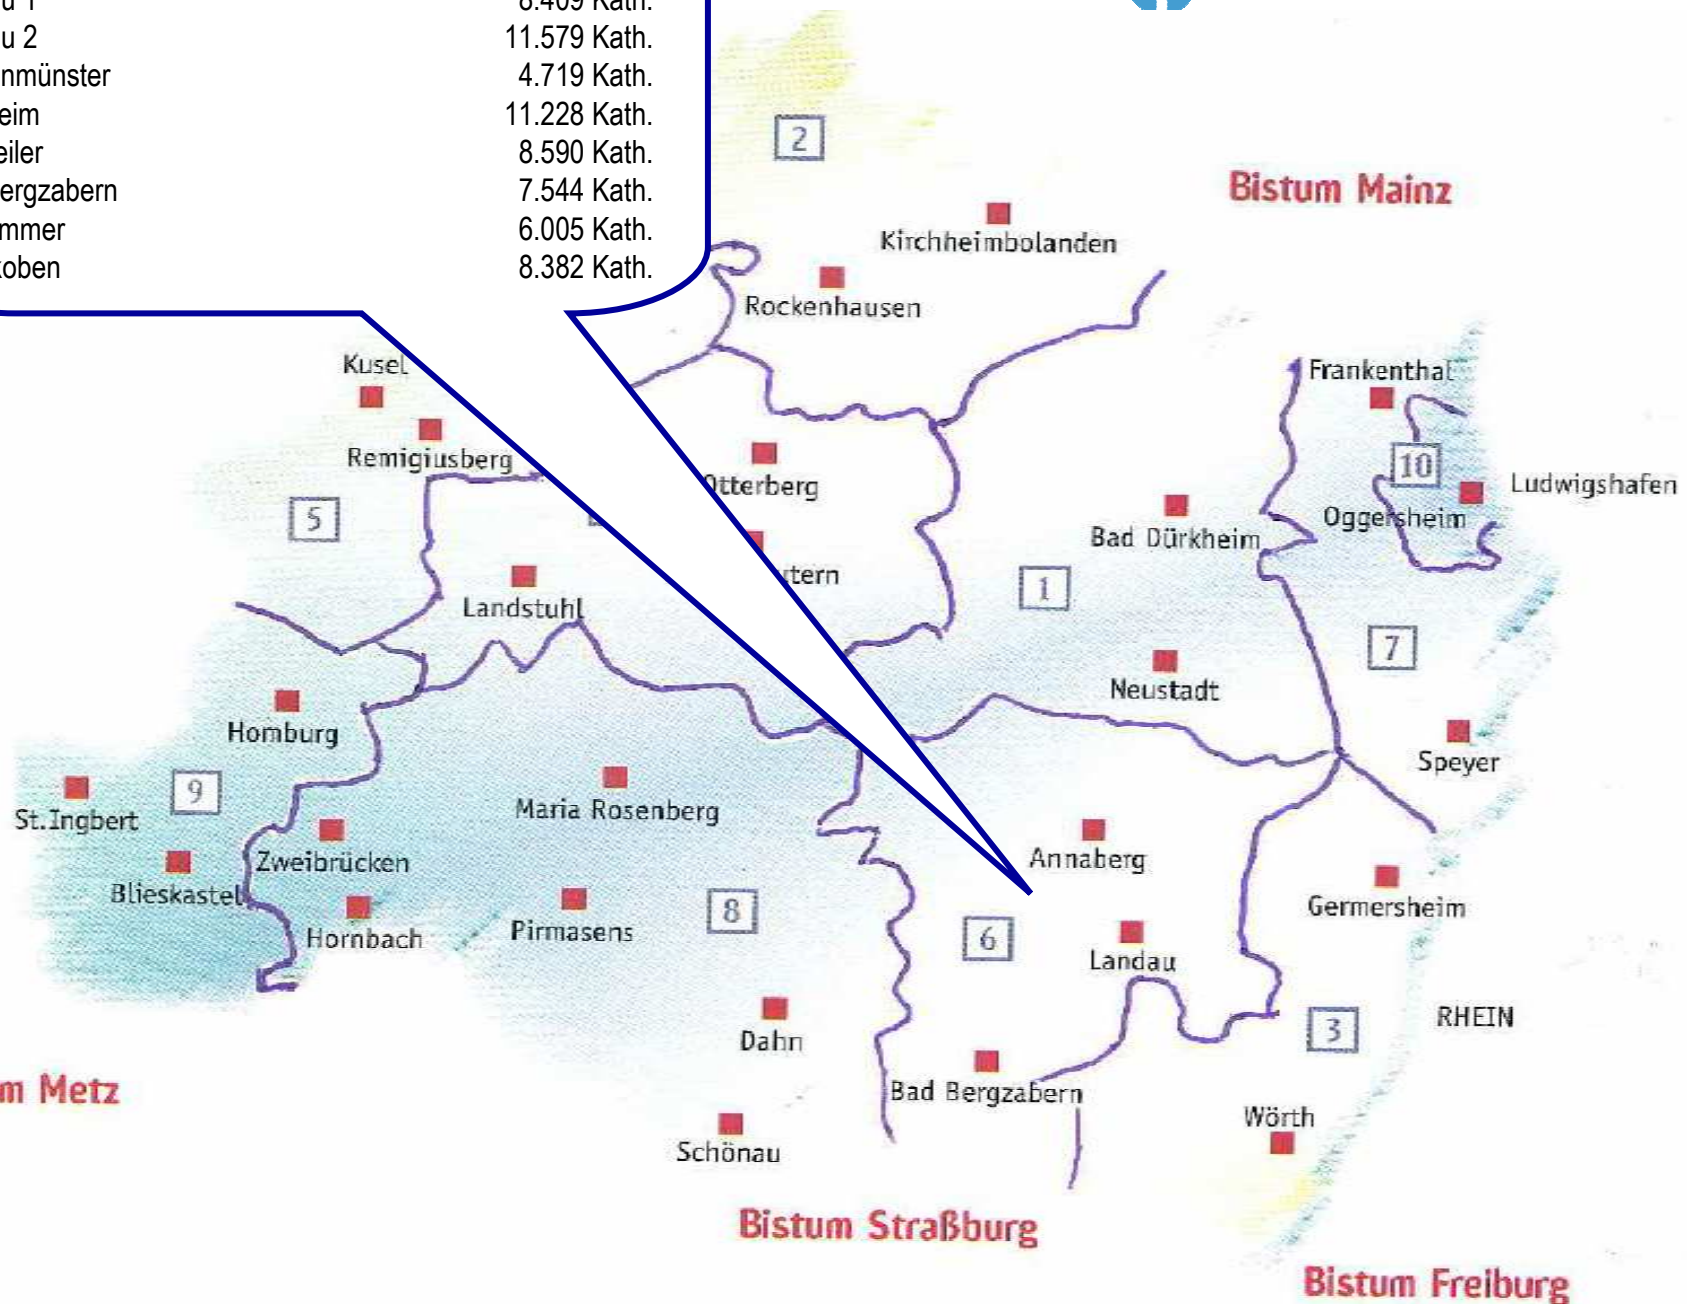 u 2 11.579 Kath.
nmünster 4.719 Kath.
eim 11.228 Kath.
eiler 8.590 Kath.
ergzabern 7.544 Kath.
mmer 6.005 Kath.
koben 8.382 Kath.
2
Bistum Mainz
Kirchheimbolanden
Rockenhausen
Kusel
Frankenthal
Remigiusberg
10
Otterberg
Ludwigshafen
5
Oggersheim
Bad Dürkheim
utern
1
Landstuhl
7
Neustadt
Homburg
Speyer
9
St.Ingbert
Maria Rosenberg
Zweibrücken
Annaberg
Blieskastel
Germersheim
8
Pirmasens
Hornbach
6
Landau
RHEIN
3
Dahn
m Metz
Bad Bergzabern
Wörth
Schönau
Bistum Straßburg
Bistum Freiburg